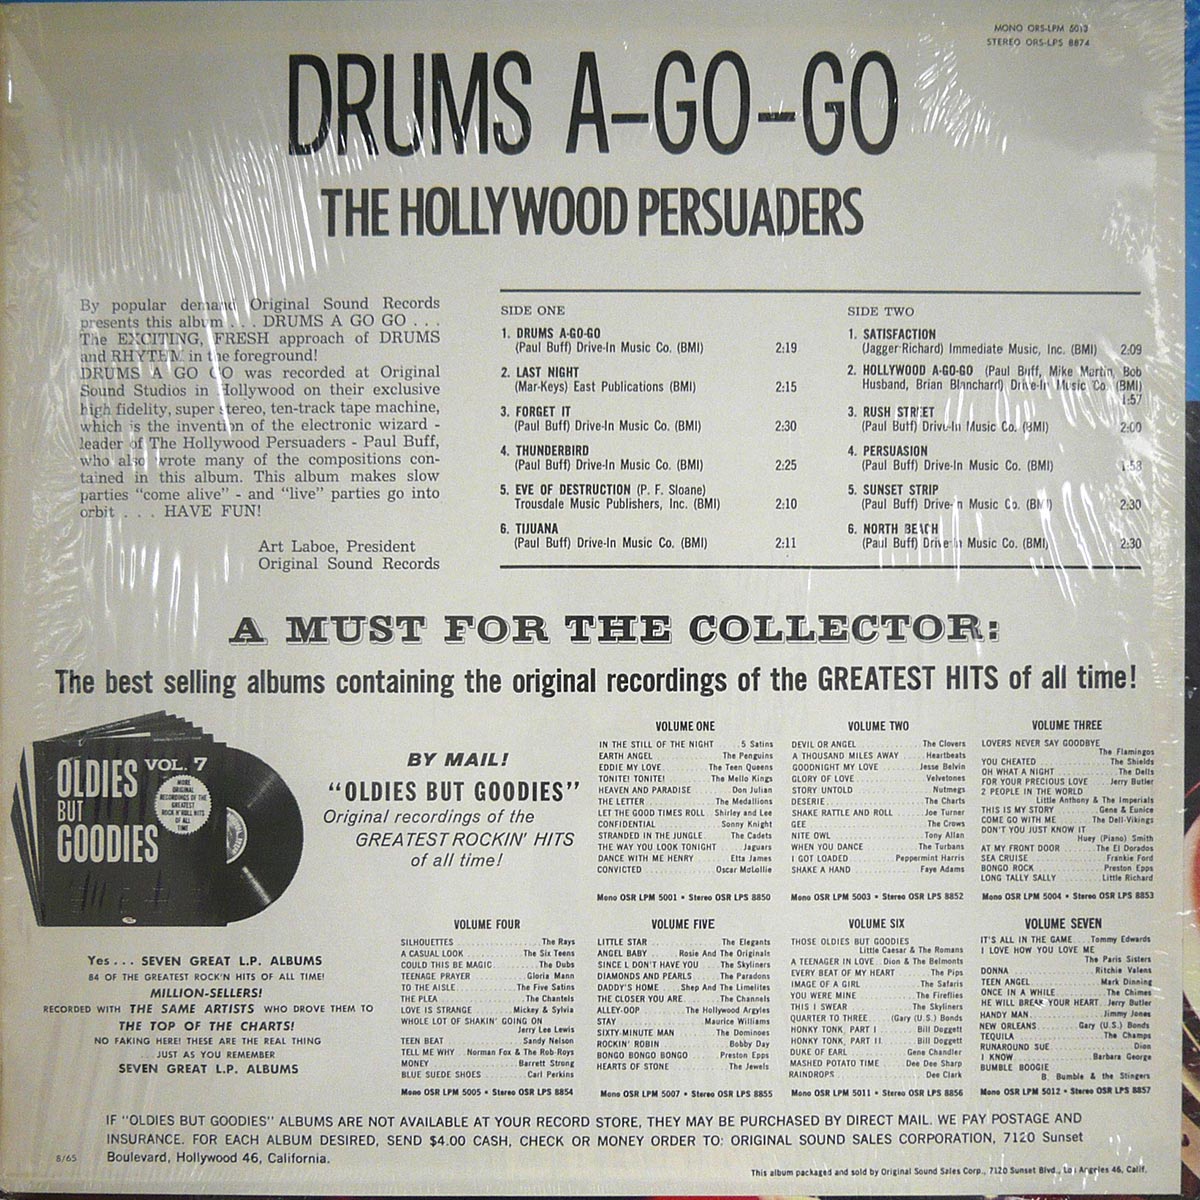 MONO ORS-LPM 5013
STEREO ORS-LPS 8874
DRUMS A-GO-GO
THE HOLLYWOOD PERSUADERS
By popular demand Original Sound Records
presents this album . . . DRUMS A GO GO . . .
The EXCITING, FRESH approach of DRUMS
and RHYTHM in the foreground!
DRUMS A GO GO was recorded at Original
Sound Studios in Hollywood on their exclusive
high fidelity, super stereo, ten-track tape machine,
which is the invention of the electronic wizard -
leader of The Hollywood Persuaders - Paul Buff,
who also wrote many of the compositions con-
tained in this album. This album makes slow
parties "come alive" - and "live" parties go into
orbit . . . HAVE FUN!
Art Laboe, President
Original Sound Records
SIDE ONE
1. DRUMS A-GO-GO
(Paul Buff) Drive-In Music Co. (BMI) 2:19
2. LAST NIGHT
(Mar-Keys) East Publications (BMI) 2:15
3. FORGET IT
(Paul Buff) Drive-In Music Co. (BMI) 2:30
4. THUNDERBIRD
(Paul Buff) Drive-In Music Co. (BMI) 2:25
5. EVE OF DESTRUCTION (P. F. Sloane)
Trousdale Music Publishers, Inc. (BMI) 2:10
6. TIJUANA
(Paul Buff) Drive-In Music Co. (BMI) 2:11
SIDE TWO
1. SATISFACTION
(Jagger-Richard) Immediate Music, Inc. (BMI) 2:09
2. HOLLYWOOD A-GO-GO (Paul Buff, Mike Martin, Bob
Husband, Brian Blanchard) Drive-In Music Co. (BMI)
1:57
3. RUSH STREET
(Paul Buff) Drive-In Music Co. (BMI) 2:00
4. PERSUASION
(Paul Buff) Drive-In Music Co. (BMI) 1:58
5. SUNSET STRIP
(Paul Buff) Drive-In Music Co. (BMI) 2:30
6. NORTH BEACH
(Paul Buff) Drive-In Music Co. (BMI) 2:30
A MUST FOR THE COLLECTOR:
The best selling albums containing the original recordings of the GREATEST HITS of all time!
OLDIES VOL. 7
BUT
GOODIES
MORE
ORIGINAL
RECORDINGS OF THE
GREATEST
ROCK N' ROLL HITS
OF ALL
TIME
BY MAIL!
"OLDIES BUT GOODIES"
Original recordings of the
GREATEST ROCKIN' HITS
of all time!
VOLUME ONE
IN THE STILL OF THE NIGHT 5 Satins
EARTH ANGEL The Penguins
EDDIE MY LOVE The Teen Queens
TONITE! TONITE! The Mello Kings
HEAVEN AND PARADISE Don Julian
THE LETTER The Medallions
LET THE GOOD TIMES ROLL Shirley and Lee
CONFIDENTIAL Sonny Knight
STRANDED IN THE JUNGLE The Cadets
THE WAY YOU LOOK TONIGHT Jaguars
DANCE WITH ME HENRY Etta James
CONVICTED Oscar McLollie
Mono OSR LPM 5001 • Stereo OSR LPS 8850
VOLUME TWO
DEVIL OR ANGEL The Clovers
A THOUSAND MILES AWAY Heartbeats
GOODNIGHT MY LOVE Jesse Belvin
GLORY OF LOVE Velvetones
STORY UNTOLD Nutmegs
DESERIE The Charts
SHAKE RATTLE AND ROLL Joe Turner
GEE The Crows
NITE OWL Tony Allan
WHEN YOU DANCE The Turbans
I GOT LOADED Peppermint Harris
SHAKE A HAND Faye Adams
Mono OSR LPM 5003 • Stereo OSR LPS 8852
VOLUME THREE
LOVERS NEVER SAY GOODBYE
The Flamingos
YOU CHEATED The Shields
OH WHAT A NIGHT The Dells
FOR YOUR PRECIOUS LOVE Jerry Butler
2 PEOPLE IN THE WORLD
Little Anthony & The Imperials
THIS IS MY STORY Gene & Eunice
COME GO WITH ME The Dell-Vikings
DON'T YOU JUST KNOW IT
Huey (Piano) Smith
AT MY FRONT DOOR The El Dorados
SEA CRUISE Frankie Ford
BONGO ROCK Preston Epps
LONG TALLY SALLY Little Richard
Mono OSR LPM 5004 • Stereo OSR LPS 8853
Yes . . . SEVEN GREAT L.P. ALBUMS
84 OF THE GREATEST ROCK'N HITS OF ALL TIME!
MILLION-SELLERS!
RECORDED WITH THE SAME ARTISTS WHO DROVE THEM TO
THE TOP OF THE CHARTS!
NO FAKING HERE! THESE ARE THE REAL THING
. . . JUST AS YOU REMEMBER
SEVEN GREAT L.P. ALBUMS
VOLUME FOUR
SILHOUETTES The Rays
A CASUAL LOOK The Six Teens
COULD THIS BE MAGIC The Dubs
TEENAGE PRAYER Gloria Mann
TO THE AISLE The Five Satins
THE PLEA The Chantels
LOVE IS STRANGE Mickey & Sylvia
WHOLE LOT OF SHAKIN' GOING ON
Jerry Lee Lewis
TEEN BEAT Sandy Nelson
TELL ME WHY Norman Fox & The Rob-Roys
MONEY Barrett Strong
BLUE SUEDE SHOES Carl Perkins
Mono OSR LPM 5005 • Stereo OSR LPS 8854
VOLUME FIVE
LITTLE STAR The Elegants
ANGEL BABY Rosie And The Originals
SINCE I DON'T HAVE YOU The Skyliners
DIAMONDS AND PEARLS The Paradons
DADDY'S HOME Shep And The Limelites
THE CLOSER YOU ARE The Channels
ALLEY-OOP The Hollywood Argyles
STAY Maurice Williams
SIXTY-MINUTE MAN The Dominoes
ROCKIN' ROBIN Bobby Day
BONGO BONGO BONGO Preston Epps
HEARTS OF STONE The Jewels
Mono OSR LPM 5007 • Stereo OSR LPS 8855
VOLUME SIX
THOSE OLDIES BUT GOODIES
Little Caesar & The Romans
A TEENAGER IN LOVE Dion & The Belmonts
EVERY BEAT OF MY HEART The Pips
IMAGE OF A GIRL The Safaris
YOU WERE MINE The Fireflies
THIS I SWEAR The Skyliners
QUARTER TO THREE (Gary (U.S.) Bonds
HONKY TONK, PART I Bill Doggett
HONKY TONK, PART II Bill Doggett
DUKE OF EARL Gene Chandler
MASHED POTATO TIME Dee Dee Sharp
RAINDROPS Dee Clark
Mono OSR LPM 5011 • Stereo OSR LPS 8856
VOLUME SEVEN
IT'S ALL IN THE GAME Tommy Edwards
I LOVE HOW YOU LOVE ME
The Paris Sisters
DONNA Ritchie Valens
TEEN ANGEL Mark Dinning
ONCE IN A WHILE The Chimes
HE WILL BREAK YOUR HEART Jerry Butler
HANDY MAN Jimmy Jones
NEW ORLEANS Gary (U.S.) Bonds
TEQUILA The Champs
RUNAROUND SUE Dion
I KNOW Barbara George
BUMBLE BOOGIE
B. Bumble & the Stingers
Mono OSR LPM 5012 • Stereo OSR LPS 8857
IF "OLDIES BUT GOODIES" ALBUMS ARE NOT AVAILABLE AT YOUR RECORD STORE, THEY MAY BE PURCHASED BY DIRECT MAIL. WE PAY POSTAGE AND
INSURANCE. FOR EACH ALBUM DESIRED, SEND $4.00 CASH, CHECK OR MONEY ORDER TO: ORIGINAL SOUND SALES CORPORATION, 7120 Sunset
Boulevard, Hollywood 46, California.
8/65
This album packaged and sold by Original Sound Sales Corp., 7120 Sunset Blvd., Los Angeles 46, Calif.